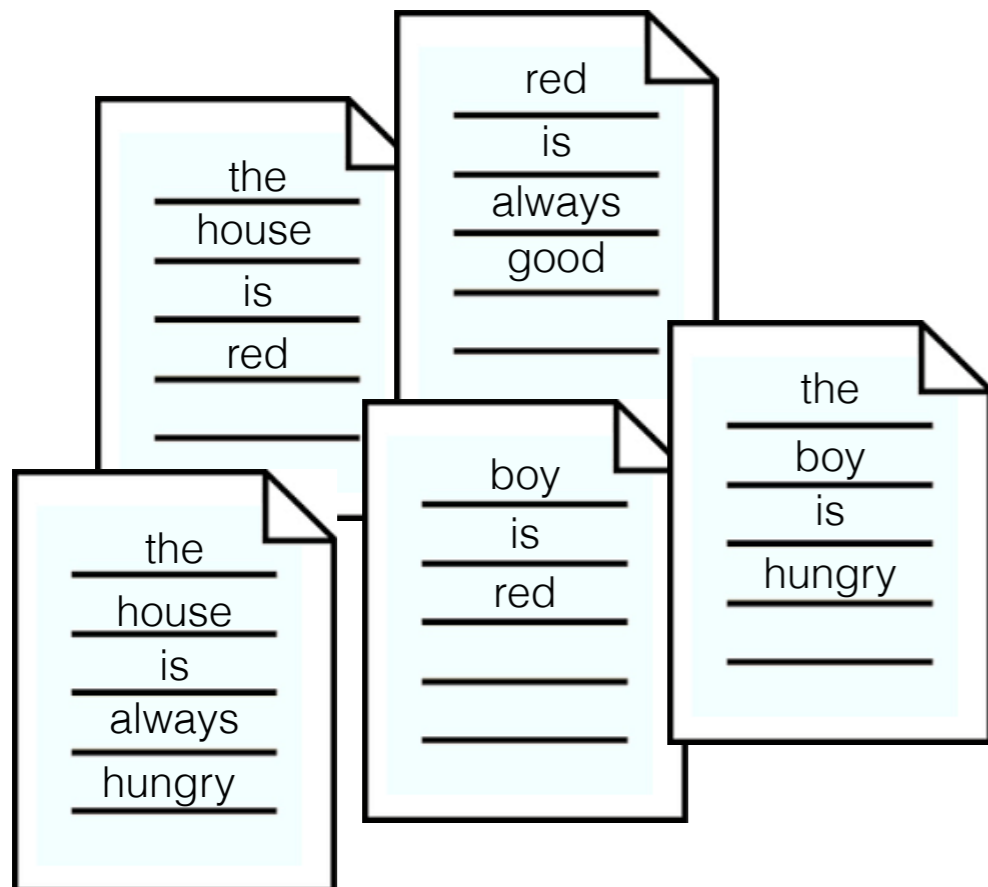 the
house
is
red
red
is
always
good
the
house
is
always
hungry
boy
is
red
the
boy
is
hungry